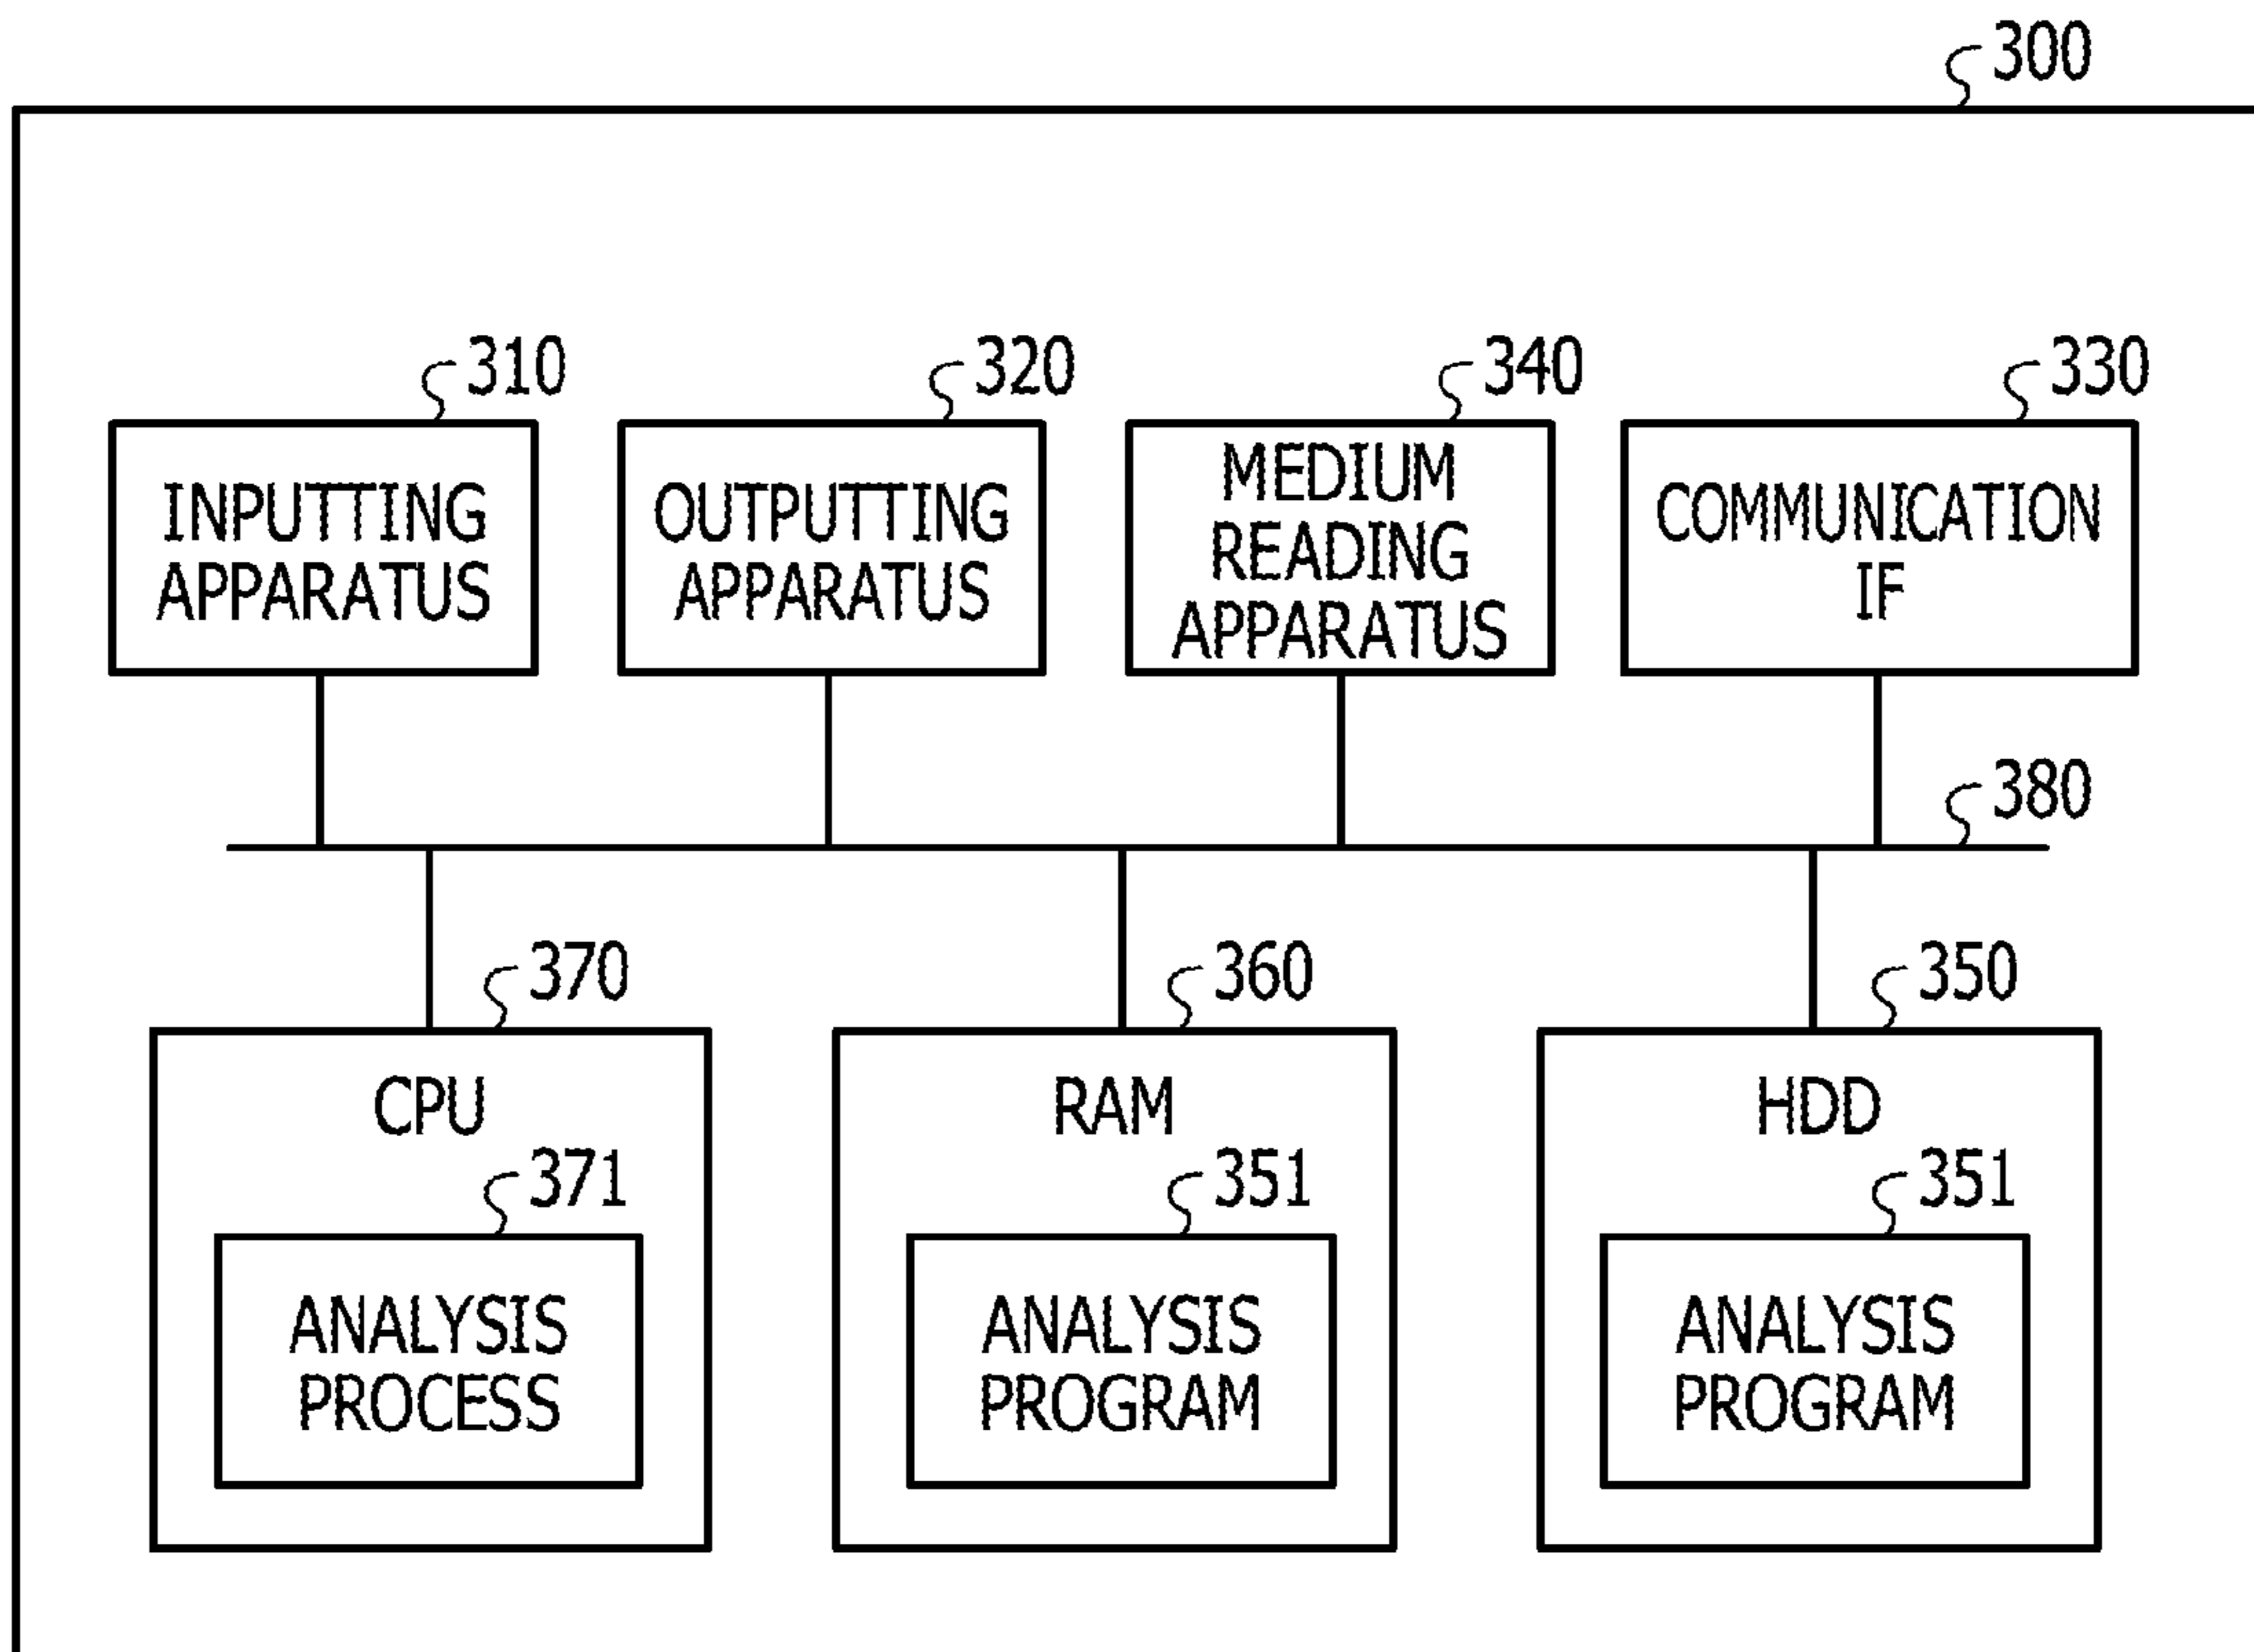 300
310
320
340
330
INPUTTING
APPARATUS
OUTPUTTING
APPARATUS
MEDIUM
READING
APPARATUS
COMMUNICATION
IF
380
370
360
350
CPU
RAM
HDD
371
351
351
ANALYSIS
PROCESS
ANALYSIS
PROGRAM
ANALYSIS
PROGRAM